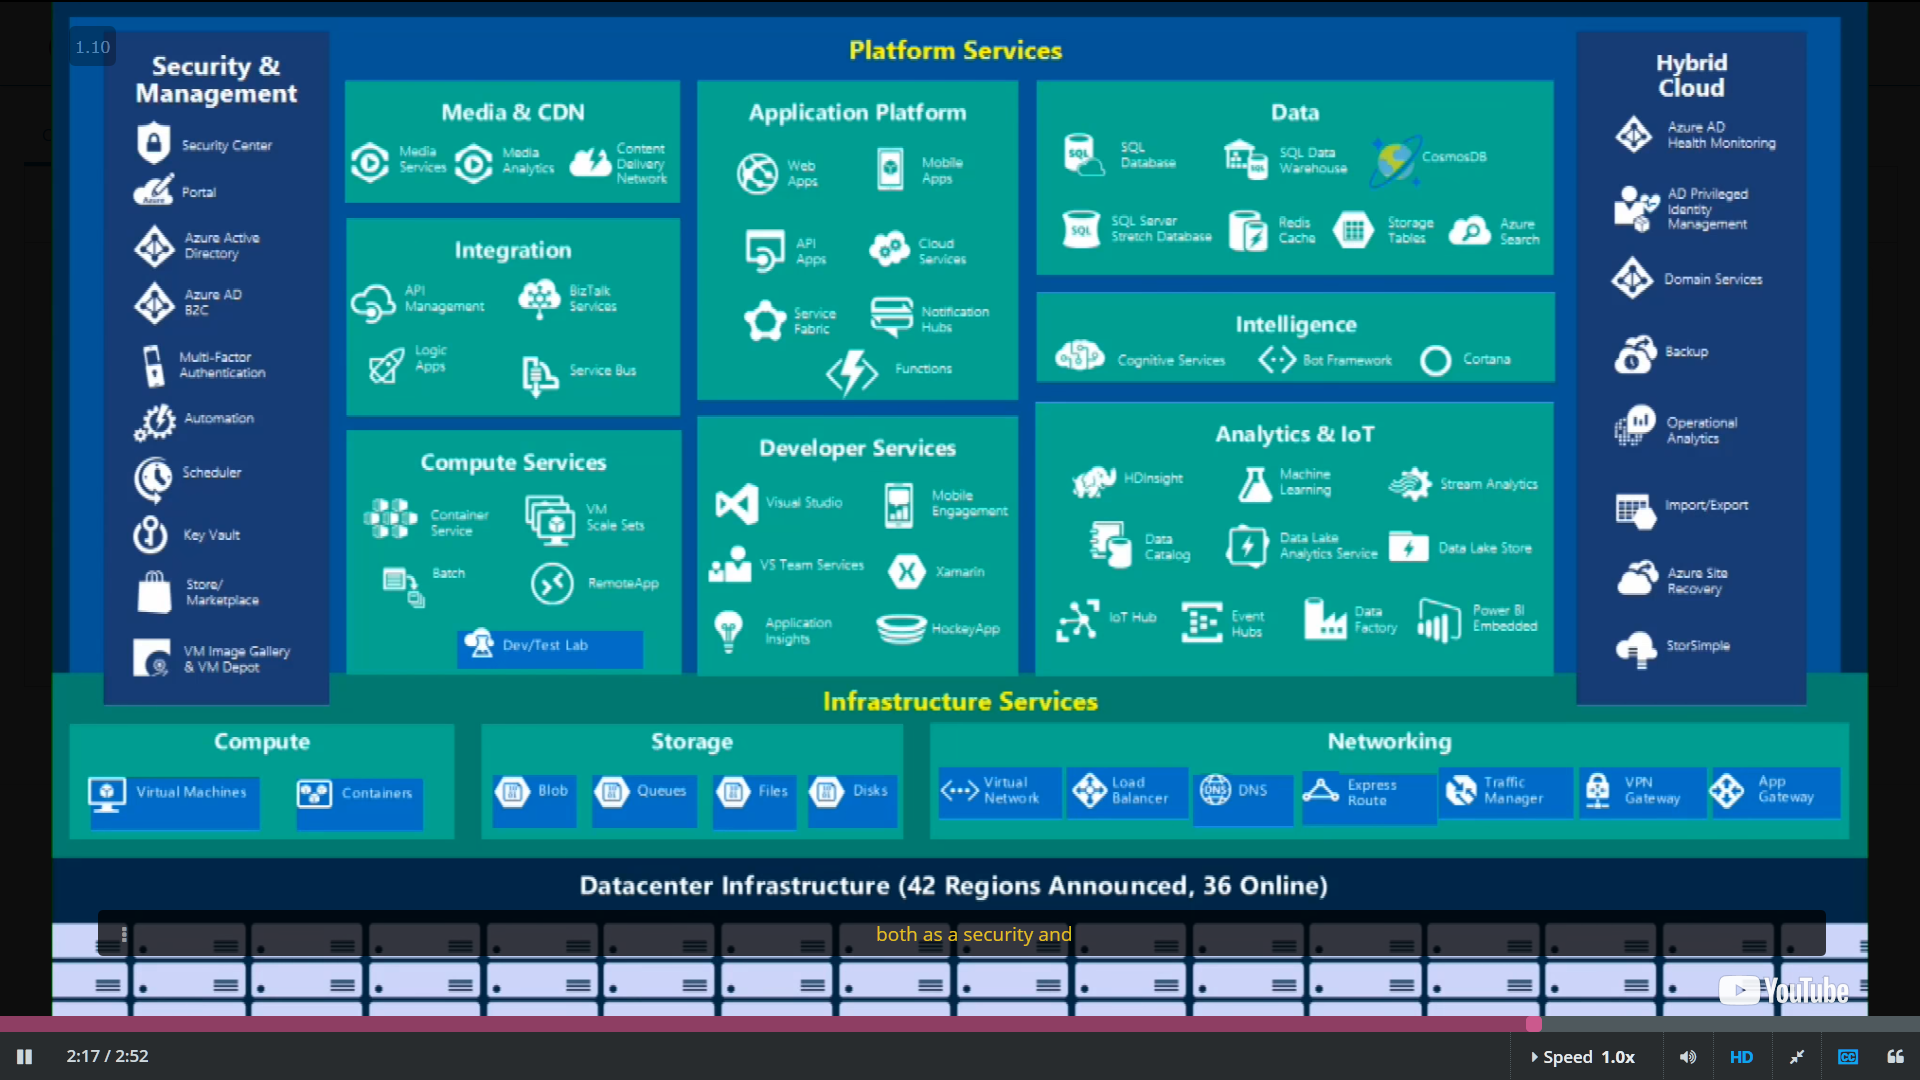 1.10
Platform Services
Security &
Management
Security Center
Portal
Azure
Azure Active
Directory
Azure AD
B2C
Multi-Factor
Authentication
Automation
Scheduler
Key Vault
Store/
Marketplace
VM Image Gallery
& VM Depot
Media & CDN
Media
Services
Media
Analytics
Content
Delivery
Network
Integration
API
Management
BizTalk
Services
Logic
Apps
Service Bus
Compute Services
Container
Service
VM
Scale Sets
Batch
RemoteApp
Dev/Test Lab
Application Platform
Web
Apps
Mobile
Apps
API
Apps
Cloud
Services
Service
Fabric
Notification
Hubs
Functions
Developer Services
Visual Studio
Mobile
Engagement
VS Team Services
Xamarin
Application
Insights
HockeyApp
Data
SQL
SQL
Database
SQL
SQL Data
Warehouse
CosmosDB
SQL
SQL Server
Stretch Database
Redis
Cache
Storage
Tables
Azure
Search
Intelligence
Cognitive Services
Bot Framework
Cortana
Analytics & IoT
HDInsight
Machine
Learning
Stream Analytics
Data
Catalog
Data Lake
Analytics Service
Data Lake Store
IoT Hub
Event
Hubs
Data
Factory
Power BI
Embedded
Hybrid
Cloud
Azure AD
Health Monitoring
AD Privileged
Identity
Management
Domain Services
Backup
Operational
Analytics
Import/Export
Azure Site
Recovery
StorSimple
Infrastructure Services
Compute
Virtual Machines
Containers
Storage
Blob
Queues
Files
Disks
Networking
Virtual
Network
Load
Balancer
DNS
DNS
Express
Route
Traffic
Manager
VPN
Gateway
App
Gateway
Datacenter Infrastructure (42 Regions Announced, 36 Online)
both as a security and
YouTube
2:17 / 2:52
Speed 1.0x
HD
CC